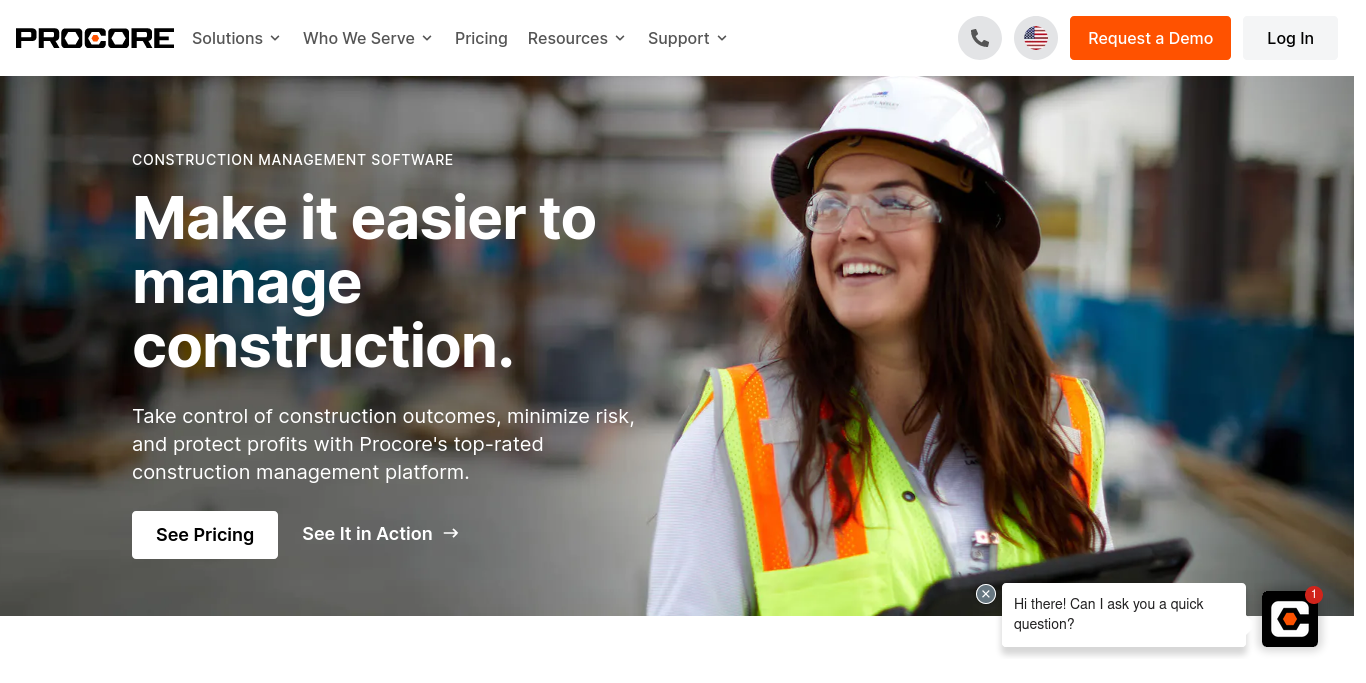 PROCORE
Solutions
Who We Serve
Pricing
Resources
Support
Request a Demo
Log In
CONSTRUCTION MANAGEMENT SOFTWARE
Make it easier to
manage
construction.
Take control of construction outcomes, minimize risk,
and protect profits with Procore's top-rated
construction management platform.
See Pricing
See It in Action
Hi there! Can I ask you a quick
question?
1